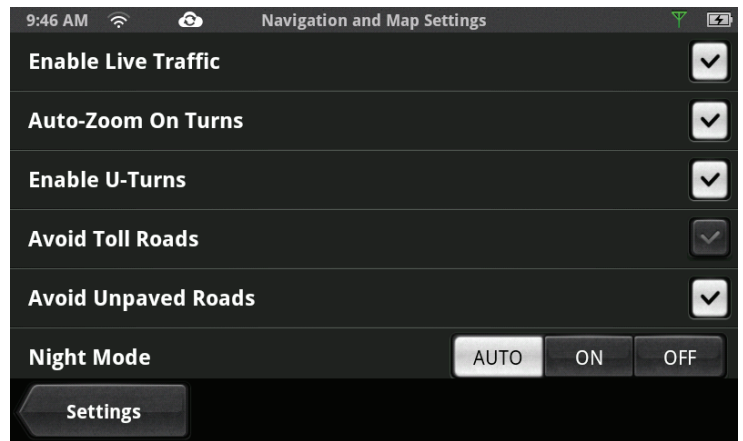 9:46 AM Navigation and Map Settings
Enable Live Traffic
Auto-Zoom On Turns
Enable U-Turns
Avoid Toll Roads
Avoid Unpaved Roads
Night Mode AUTO ON OFF
Settings